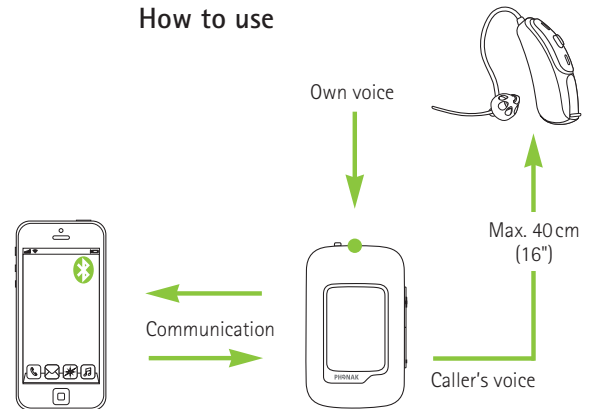 How to use
Own voice
Max. 40 cm
(16")
Communication
PHONAK
Caller's voice